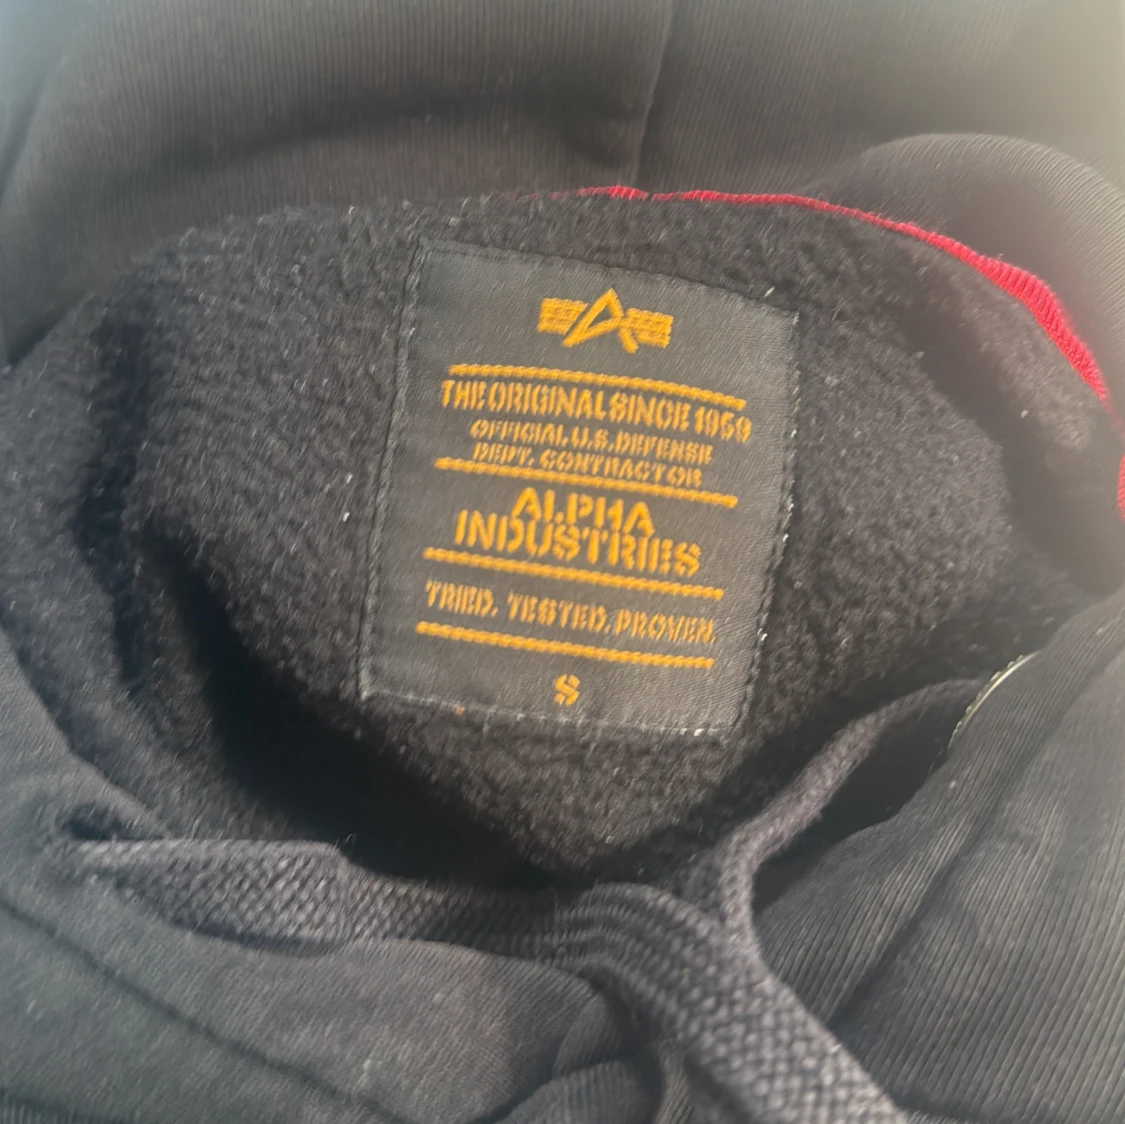 THE ORIGINAL SINCE 1959
OFFICIAL U.S. DEFENSE
DEPT. CONTRACTOR
ALPHA
INDUSTRIES
TRIED. TESTED. PROVEN.
S